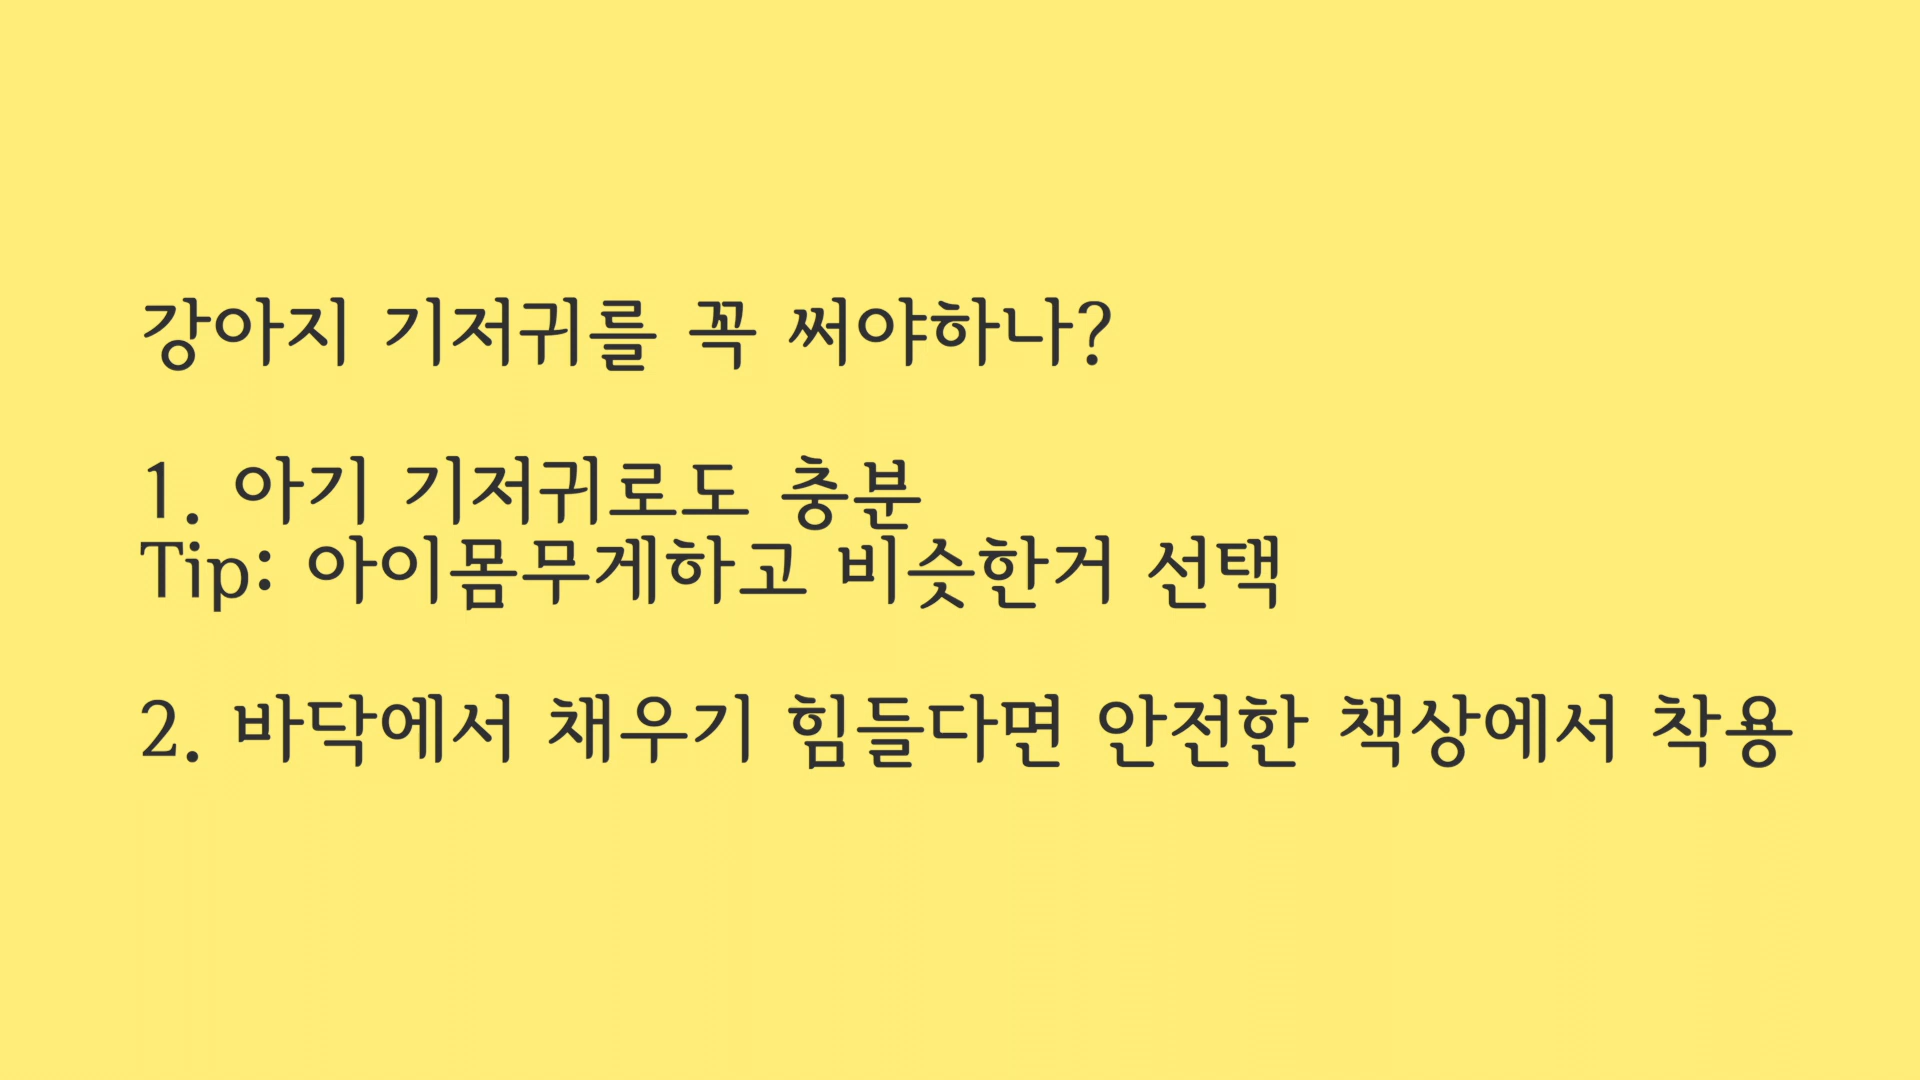 강아지 기저귀를 꼭 써야하나?
1. 아기 기저귀로도 충분
Tip: 아이몸무게하고 비슷한거 선택
2. 바닥에서 채우기 힘들다면 안전한 책상에서 착용